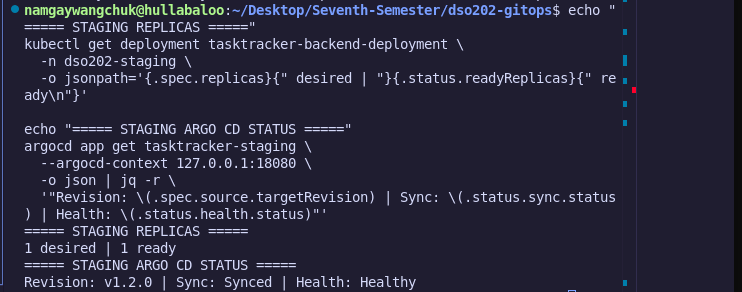 namgaywangchuk@hullabaloo:~/Desktop/Seventh-Semester/dso202-gitops$ echo "
===== STAGING REPLICAS ====="
kubectl get deployment tasktracker-backend-deployment \
  -n dso202-staging \
  -o jsonpath='{.spec.replicas}{" desired | "}{.status.readyReplicas}{" re
ady\n"}'

echo "===== STAGING ARGO CD STATUS ====="
argocd app get tasktracker-staging \
  --argocd-context 127.0.0.1:18080 \
  -o json | jq -r \
  '"Revision: \(.spec.source.targetRevision) | Sync: \(.status.sync.status
) | Health: \(.status.health.status)"'
===== STAGING REPLICAS =====
1 desired | 1 ready
===== STAGING ARGO CD STATUS =====
Revision: v1.2.0 | Sync: Synced | Health: Healthy